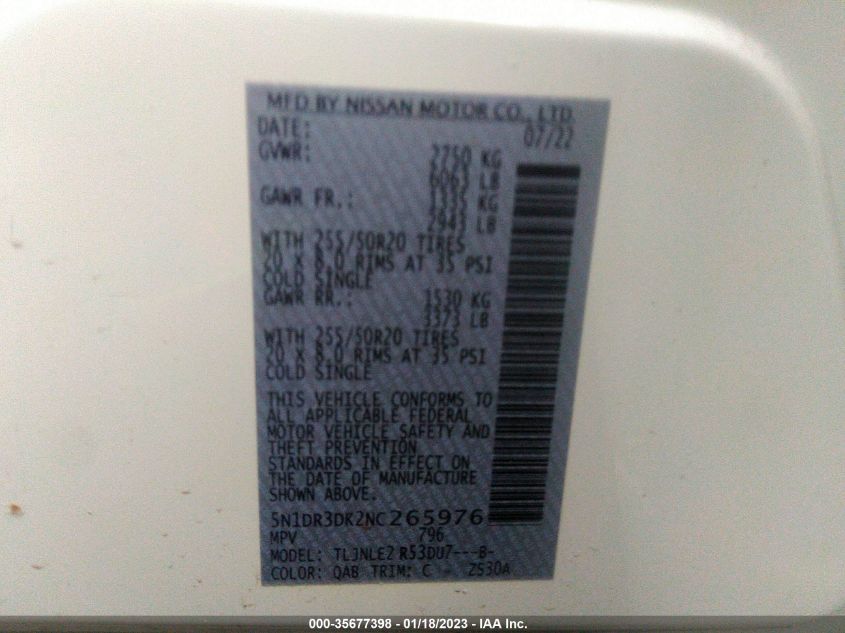 MFD BY NISSAN MOTOR CO., LTD.
DATE: 07/22
GVWR: 2750 KG
6063 LB
GAWR FR.: 1335 KG
2943 LB
WITH 255/50R20 TIRES
20 X 8.0 RIMS AT 35 PSI
COLD SINGLE
GAWR RR.: 1530 KG
3373 LB
WITH 255/50R20 TIRES
20 X 8.0 RIMS AT 35 PSI
COLD SINGLE
THIS VEHICLE CONFORMS TO
ALL APPLICABLE FEDERAL
MOTOR VEHICLE SAFETY AND
THEFT PREVENTION
STANDARDS IN EFFECT ON
THE DATE OF MANUFACTURE
SHOWN ABOVE.
5N1DR3DK2NC265976
MPV 796
MODEL: TLJNLEZ R53DU7---B-
COLOR: QAB TRIM: C - ZS30A
000-35677398 - 01/18/2023 - IAA Inc.